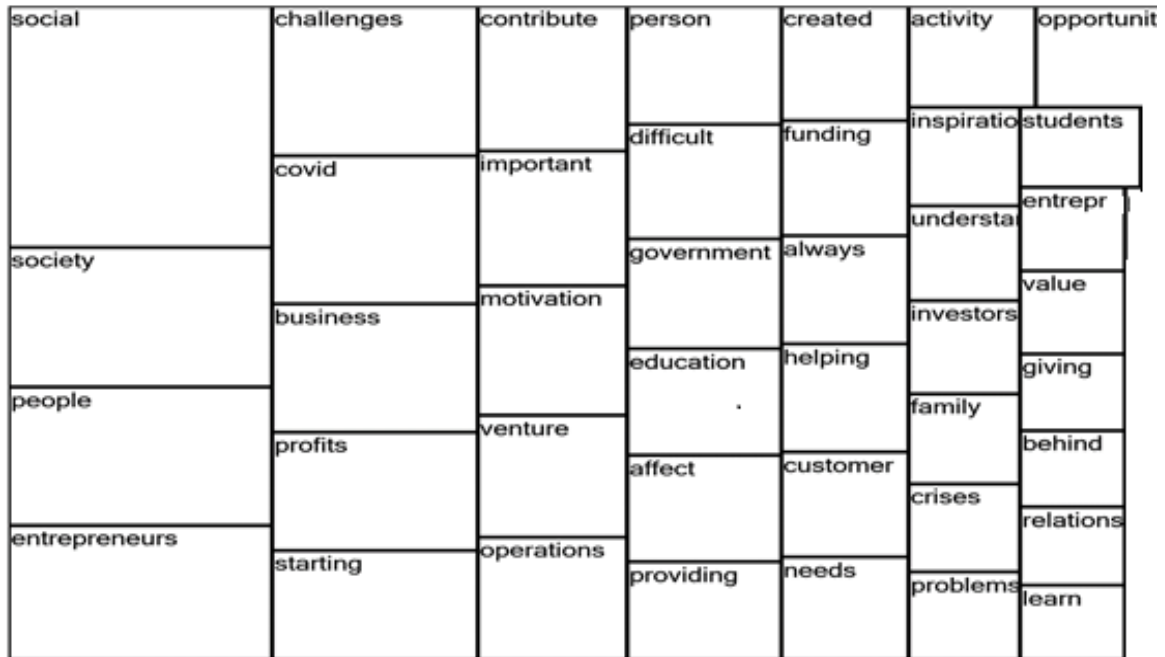 social
society
people
entrepreneurs
challenges
covid
business
profits
starting
contribute
important
motivation
venture
operations
person
difficult
government
education
affect
providing
created
funding
always
helping
customer
needs
activity
opportunit
inspiratio
understa
investors
family
crises
problems
students
entrepr
value
giving
behind
relations
learn